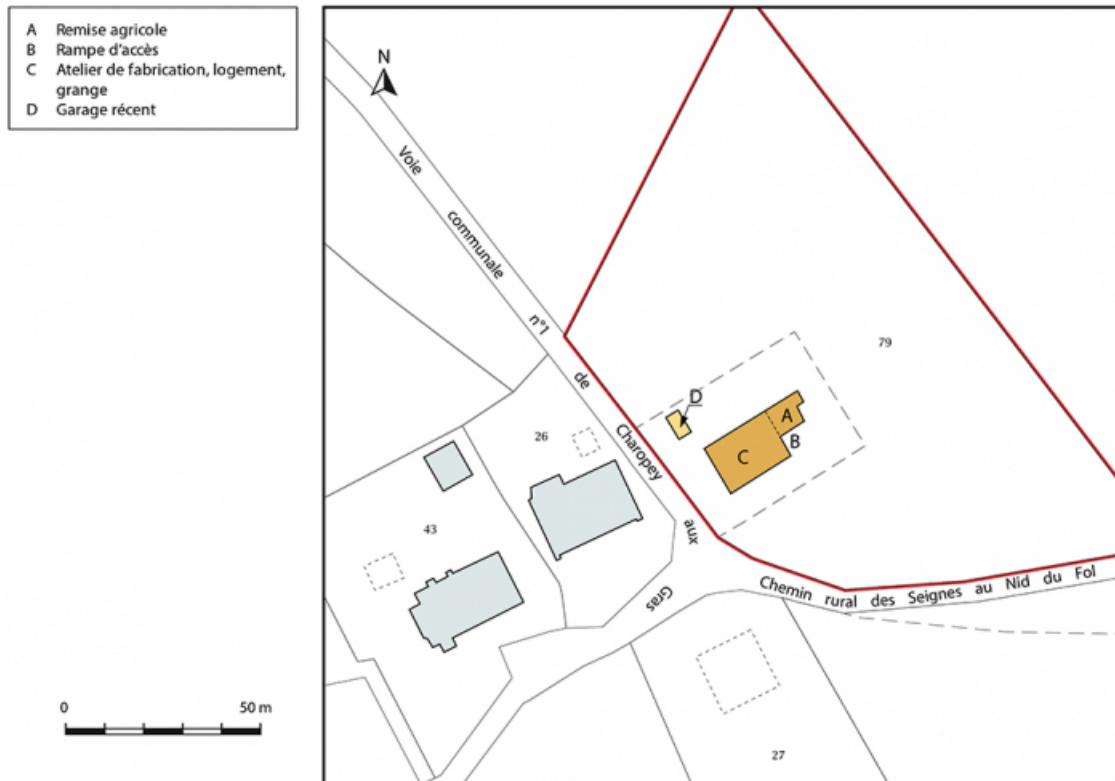 A Remise agricole
B Rampe d'accès
C Atelier de fabrication, logement,
grange
D Garage récent
N
Voie communale n°1 de Charopey aux Gras
79
D
A
B
C
26
43
Chemin rural des Seignes au Nid du Fol
27
0 50 m